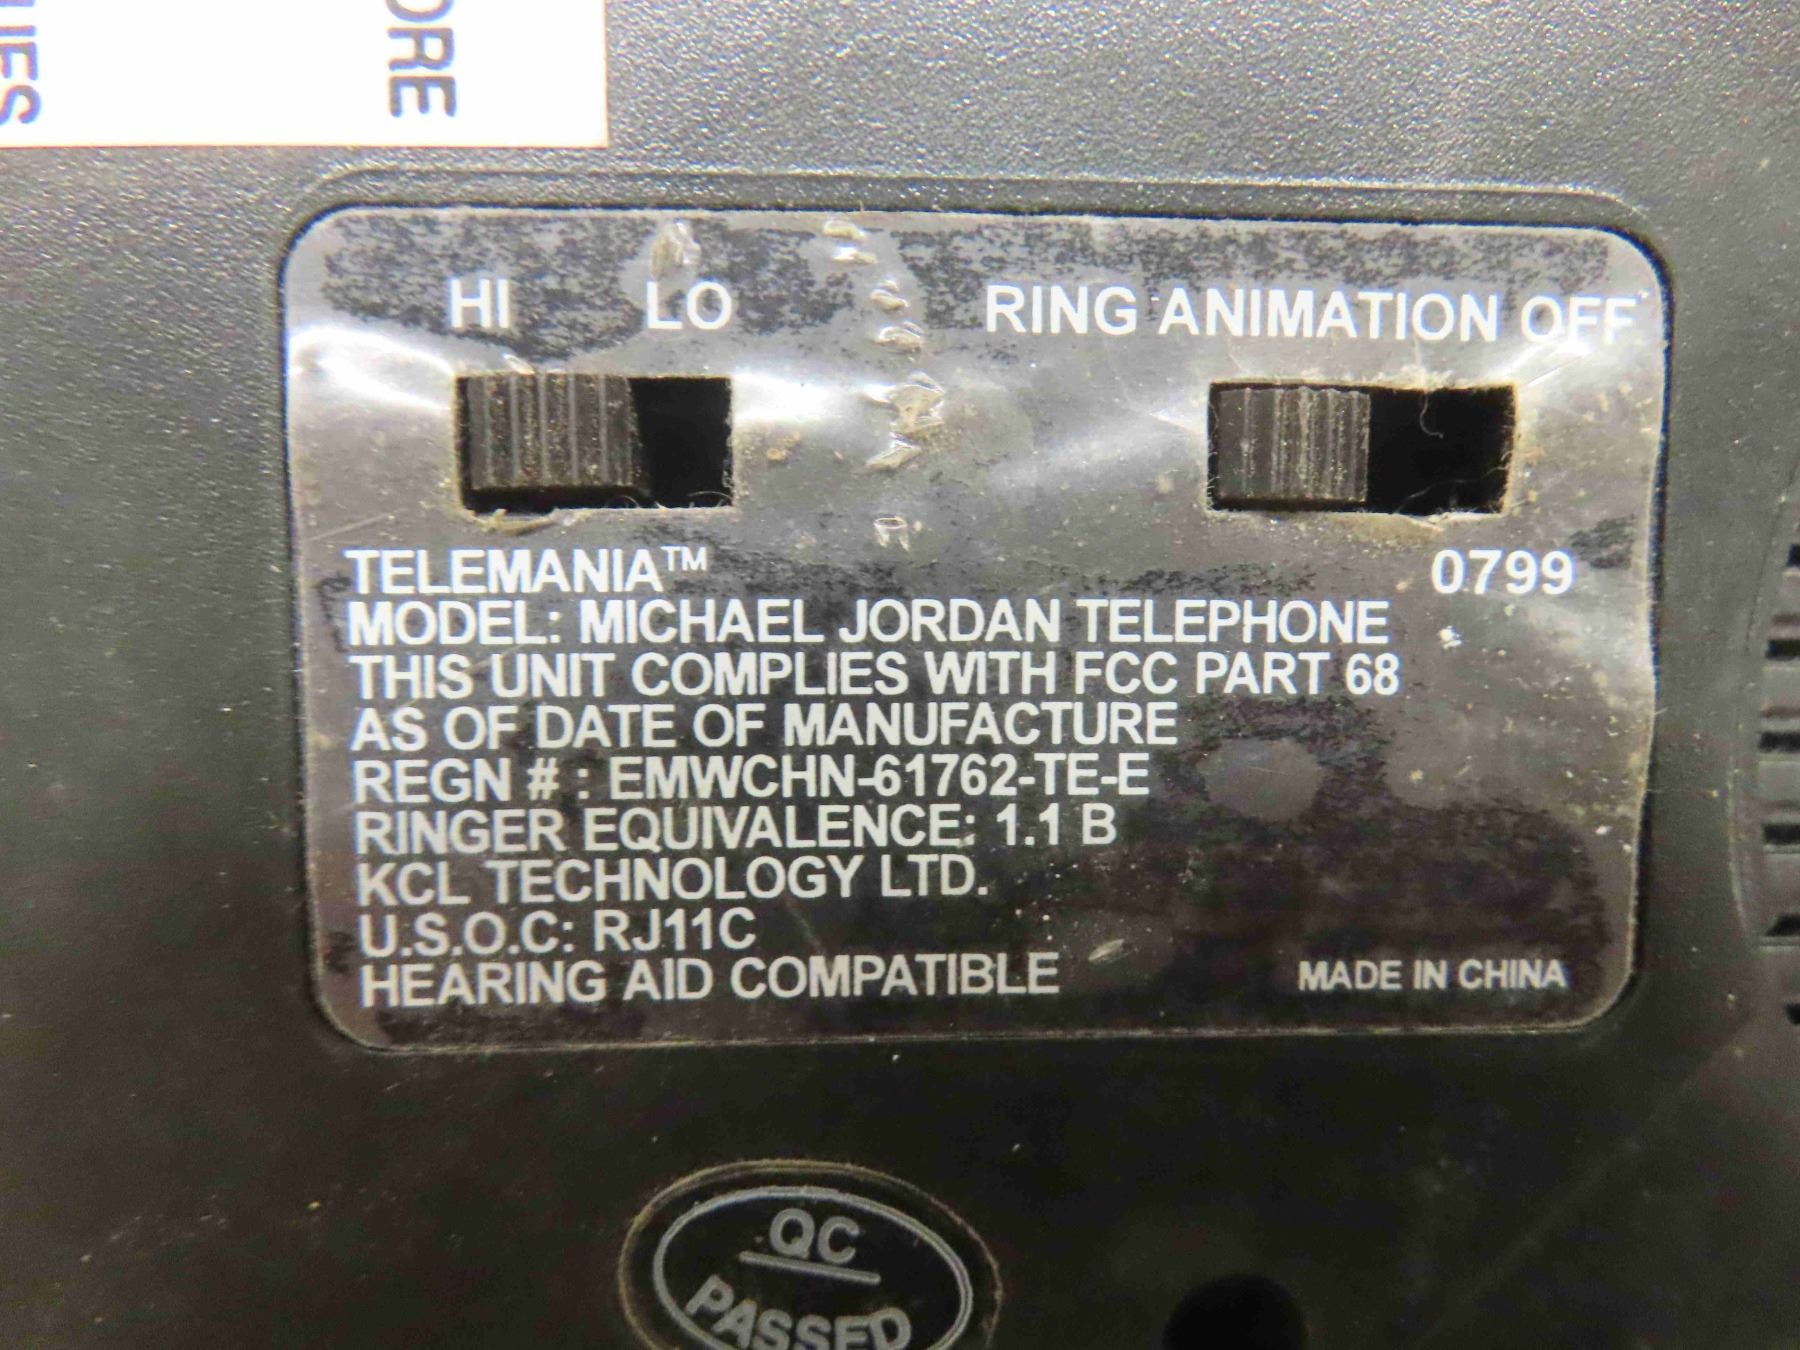 ORE
HI LO RING ANIMATION OFF
TELEMANIA™ 0799
MODEL: MICHAEL JORDAN TELEPHONE
THIS UNIT COMPLIES WITH FCC PART 68
AS OF DATE OF MANUFACTURE
REGN # : EMWCHN-61762-TE-E
RINGER EQUIVALENCE: 1.1 B
KCL TECHNOLOGY LTD.
U.S.O.C: RJ11C
HEARING AID COMPATIBLE
MADE IN CHINA
QC
PASSED